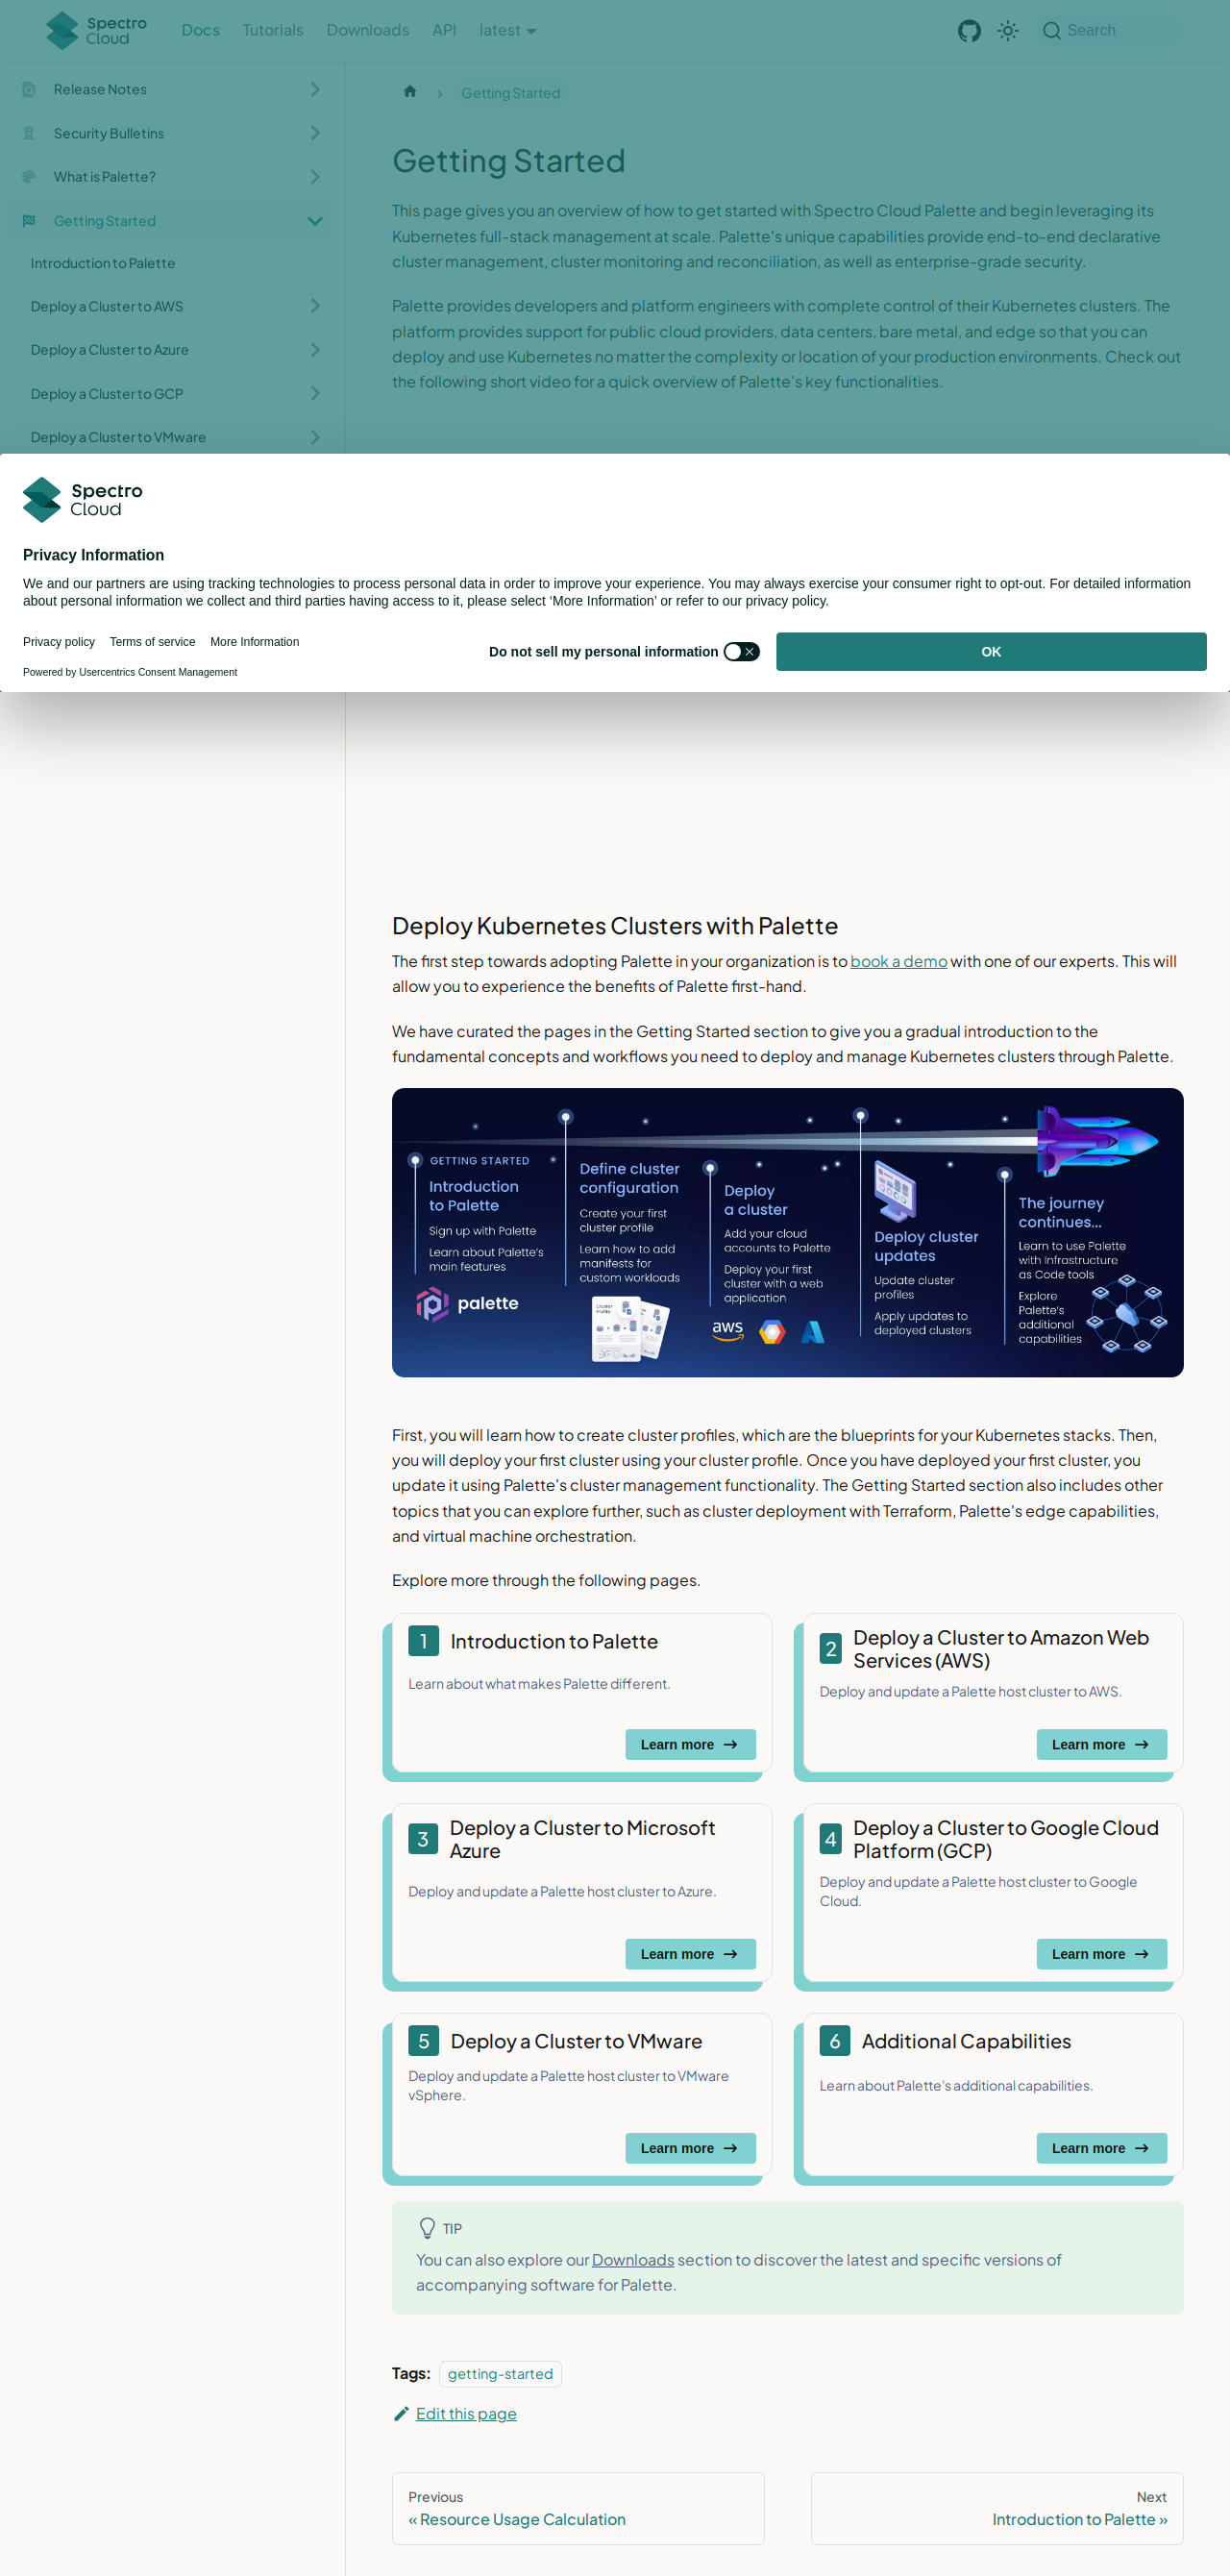 Spectro Cloud
Docs
Tutorials
Downloads
API
latest
Search
Release Notes
Security Bulletins
What is Palette?
Getting Started
Introduction to Palette
Deploy a Cluster to AWS
Deploy a Cluster to Azure
Deploy a Cluster to GCP
Deploy a Cluster to VMware
Getting Started
Getting Started
This page gives you an overview of how to get started with Spectro Cloud Palette and begin leveraging its
Kubernetes full-stack management at scale. Palette's unique capabilities provide end-to-end declarative
cluster management, cluster monitoring and reconciliation, as well as enterprise-grade security.
Palette provides developers and platform engineers with complete control of their Kubernetes clusters. The
platform provides support for public cloud providers, data centers, bare metal, and edge so that you can
deploy and use Kubernetes no matter the complexity or location of your production environments. Check out
the following short video for a quick overview of Palette's key functionalities.
Spectro
Cloud
Privacy Information
We and our partners are using tracking technologies to process personal data in order to improve your experience. You may always exercise your consumer right to opt-out. For detailed information
about personal information we collect and third parties having access to it, please select ‘More Information’ or refer to our privacy policy.
Privacy policy
Terms of service
More Information
Powered by Usercentrics Consent Management
Do not sell my personal information
OK
Deploy Kubernetes Clusters with Palette
The first step towards adopting Palette in your organization is to book a demo with one of our experts. This will
allow you to experience the benefits of Palette first-hand.
We have curated the pages in the Getting Started section to give you a gradual introduction to the
fundamental concepts and workflows you need to deploy and manage Kubernetes clusters through Palette.
GETTING STARTED
Introduction
to Palette
Sign up with Palette
Learn about Palette's
main features
palette
Define cluster
configuration
Create your first
cluster profile
Learn how to add
manifests for
custom workloads
Cluster
Profile
Deploy
a cluster
Add your cloud
accounts to Palette
Deploy your first
cluster with a web
application
aws
Deploy cluster
updates
Update cluster
profiles
Apply updates to
deployed clusters
The journey
continues...
Learn to use Palette
with Infrastructure
as Code tools
Explore
Palette's
additional
capabilities
First, you will learn how to create cluster profiles, which are the blueprints for your Kubernetes stacks. Then,
you will deploy your first cluster using your cluster profile. Once you have deployed your first cluster, you
update it using Palette's cluster management functionality. The Getting Started section also includes other
topics that you can explore further, such as cluster deployment with Terraform, Palette's edge capabilities,
and virtual machine orchestration.
Explore more through the following pages.
1 Introduction to Palette
Learn about what makes Palette different.
Learn more
2 Deploy a Cluster to Amazon Web
Services (AWS)
Deploy and update a Palette host cluster to AWS.
Learn more
3 Deploy a Cluster to Microsoft
Azure
Deploy and update a Palette host cluster to Azure.
Learn more
4 Deploy a Cluster to Google Cloud
Platform (GCP)
Deploy and update a Palette host cluster to Google
Cloud.
Learn more
5 Deploy a Cluster to VMware
Deploy and update a Palette host cluster to VMware
vSphere.
Learn more
6 Additional Capabilities
Learn about Palette's additional capabilities.
Learn more
TIP
You can also explore our Downloads section to discover the latest and specific versions of
accompanying software for Palette.
Tags: getting-started
Edit this page
Previous
« Resource Usage Calculation
Next
Introduction to Palette »